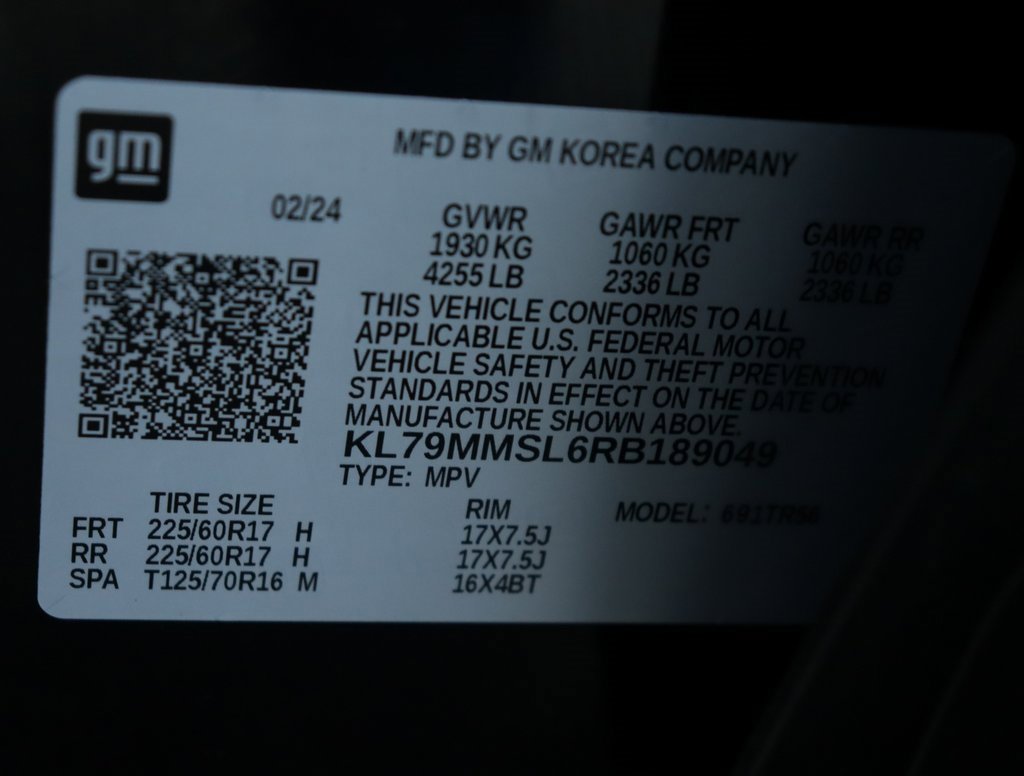 gm
MFD BY GM KOREA COMPANY
02/24 GVWR GAWR FRT GAWR RR
1930 KG 1060 KG 1060 KG
4255 LB 2336 LB 2336 LB
THIS VEHICLE CONFORMS TO ALL
APPLICABLE U.S. FEDERAL MOTOR
VEHICLE SAFETY AND THEFT PREVENTION
STANDARDS IN EFFECT ON THE DATE OF
MANUFACTURE SHOWN ABOVE.
KL79MMSL6RB189049
TYPE: MPV
TIRE SIZE RIM MODEL:
FRT 225/60R17 H 17X7.5J
RR 225/60R17 H 17X7.5J
SPA T125/70R16 M 16X4BT